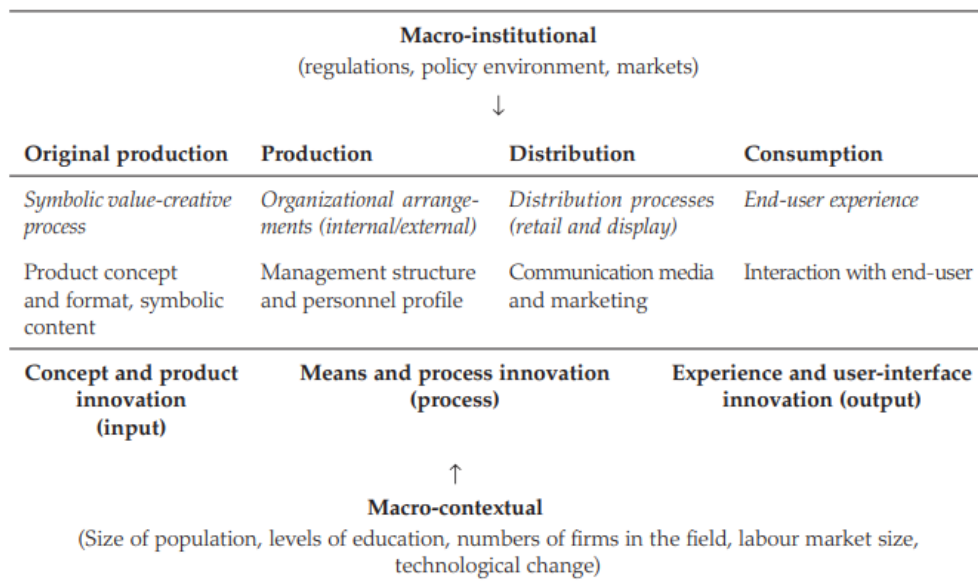 Macro-institutional
(regulations, policy environment, markets)
↓
Original production Production Distribution Consumption
Symbolic value-creative Organizational arrange- Distribution processes End-user experience
process ments (internal/external) (retail and display)
Product concept Management structure Communication media Interaction with end-user
and format, symbolic and personnel profile and marketing
content
Concept and product Means and process innovation Experience and user-interface
innovation (process) innovation (output)
(input)
↑
Macro-contextual
(Size of population, levels of education, numbers of firms in the field, labour market size,
technological change)